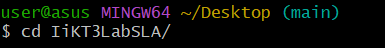 user@asus MINGW64 ~/Desktop (main)
$ cd IiKT3LabSLA/